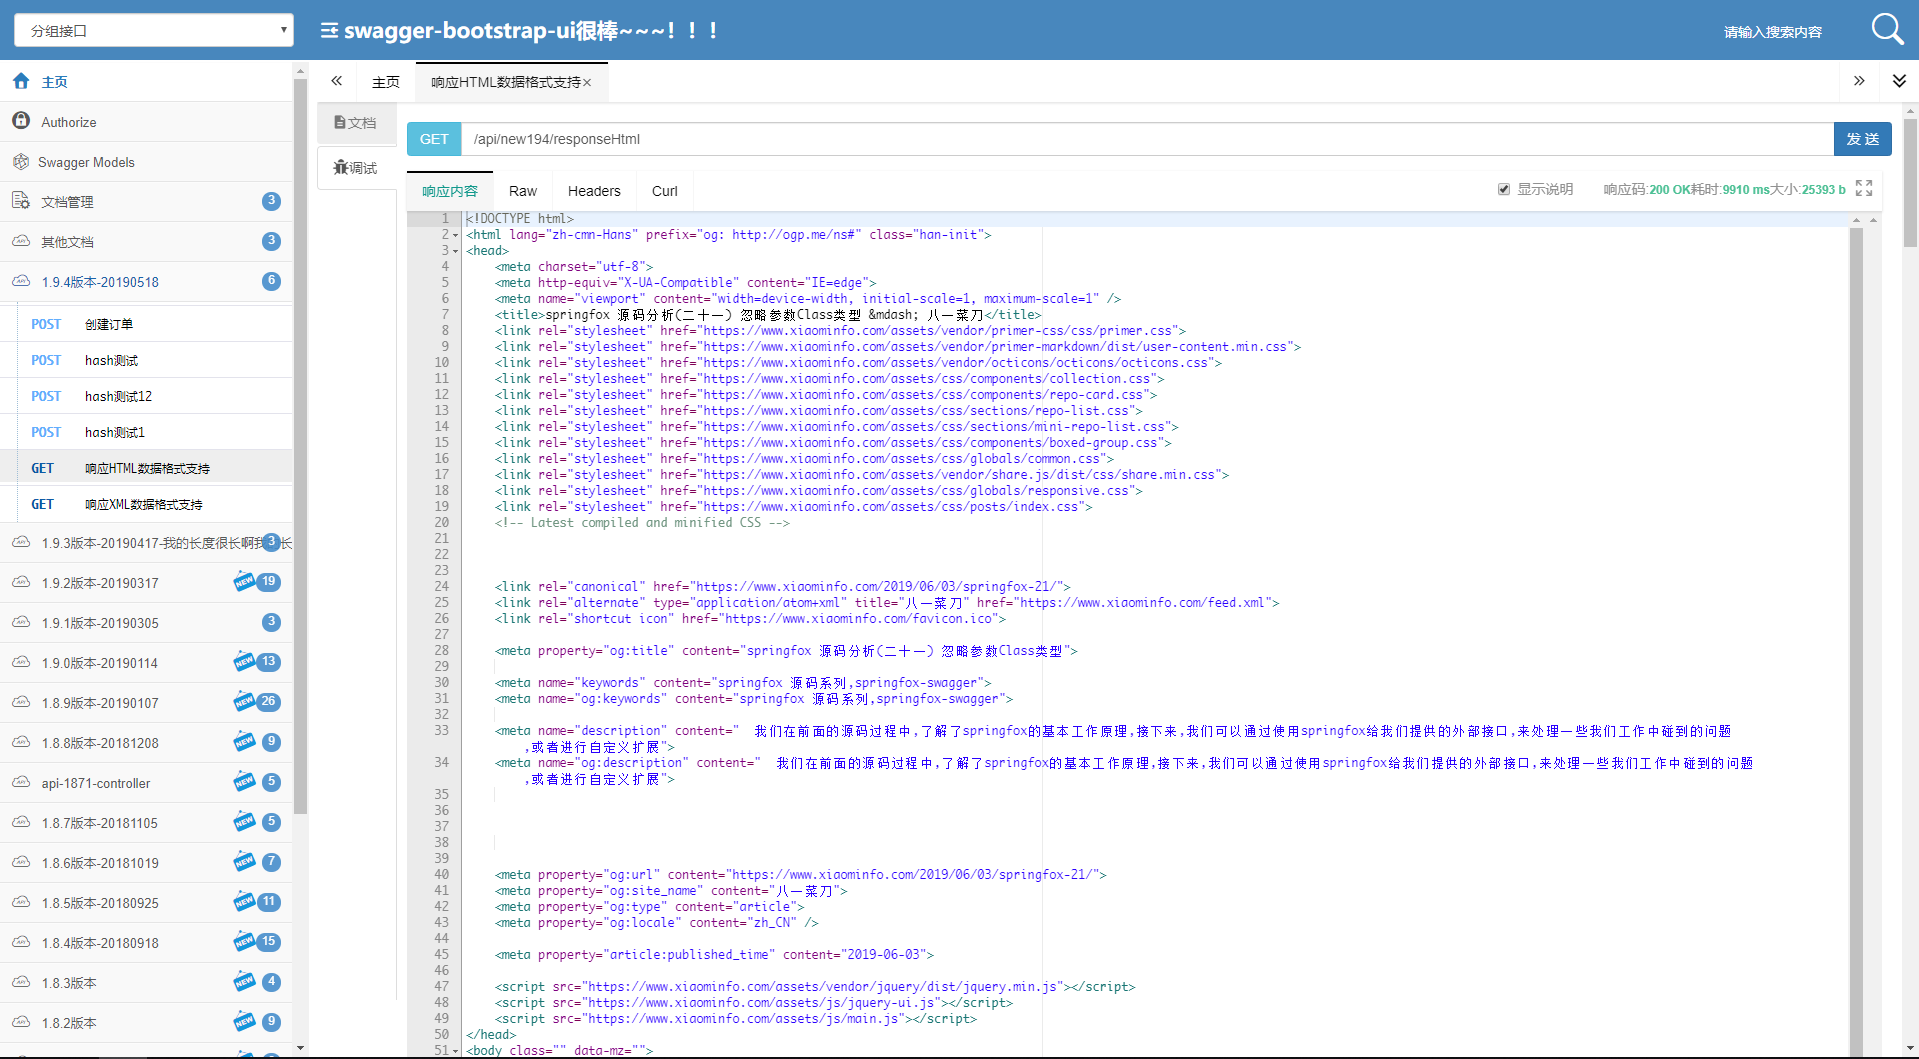 分组接口
swagger-bootstrap-ui很棒~~~！！！
请输入搜索内容
主页
Authorize
Swagger Models
文档管理 3
其他文档 3
1.9.4版本-20190518 6
POST 创建订单
POST hash测试
POST hash测试12
POST hash测试1
GET 响应HTML数据格式支持
GET 响应XML数据格式支持
1.9.3版本-20190417-我的长度很长啊我 3 长
1.9.2版本-20190317 NEW 19
1.9.1版本-20190305 3
1.9.0版本-20190114 NEW 13
1.8.9版本-20190107 NEW 26
1.8.8版本-20181208 NEW 9
api-1871-controller NEW 5
1.8.7版本-20181105 NEW 5
1.8.6版本-20181019 NEW 7
1.8.5版本-20180925 NEW 11
1.8.4版本-20180918 NEW 15
1.8.3版本 NEW 4
1.8.2版本 NEW 9
主页 响应HTML数据格式支持×
文档
调试
GET /api/new194/responseHtml 发 送
响应内容 Raw Headers Curl 显示说明 响应码:200 OK耗时:9910 ms大小:25393 b
1 <!DOCTYPE html>
2 <html lang="zh-cmn-Hans" prefix="og: http://ogp.me/ns#" class="han-init">
3 <head>
4 <meta charset="utf-8">
5 <meta http-equiv="X-UA-Compatible" content="IE=edge">
6 <meta name="viewport" content="width=device-width, initial-scale=1, maximum-scale=1" />
7 <title>springfox 源码分析(二十一) 忽略参数Class类型 &mdash; 八一菜刀</title>
8 <link rel="stylesheet" href="https://www.xiaominfo.com/assets/vendor/primer-css/css/primer.css">
9 <link rel="stylesheet" href="https://www.xiaominfo.com/assets/vendor/primer-markdown/dist/user-content.min.css">
10 <link rel="stylesheet" href="https://www.xiaominfo.com/assets/vendor/octicons/octicons/octicons.css">
11 <link rel="stylesheet" href="https://www.xiaominfo.com/assets/css/components/collection.css">
12 <link rel="stylesheet" href="https://www.xiaominfo.com/assets/css/components/repo-card.css">
13 <link rel="stylesheet" href="https://www.xiaominfo.com/assets/css/sections/repo-list.css">
14 <link rel="stylesheet" href="https://www.xiaominfo.com/assets/css/sections/mini-repo-list.css">
15 <link rel="stylesheet" href="https://www.xiaominfo.com/assets/css/components/boxed-group.css">
16 <link rel="stylesheet" href="https://www.xiaominfo.com/assets/css/globals/common.css">
17 <link rel="stylesheet" href="https://www.xiaominfo.com/assets/vendor/share.js/dist/css/share.min.css">
18 <link rel="stylesheet" href="https://www.xiaominfo.com/assets/css/globals/responsive.css">
19 <link rel="stylesheet" href="https://www.xiaominfo.com/assets/css/posts/index.css">
20 <!-- Latest compiled and minified CSS -->
21
22
23
24 <link rel="canonical" href="https://www.xiaominfo.com/2019/06/03/springfox-21/">
25 <link rel="alternate" type="application/atom+xml" title="八一菜刀" href="https://www.xiaominfo.com/feed.xml">
26 <link rel="shortcut icon" href="https://www.xiaominfo.com/favicon.ico">
27
28 <meta property="og:title" content="springfox 源码分析(二十一) 忽略参数Class类型">
29
30 <meta name="keywords" content="springfox 源码系列,springfox-swagger">
31 <meta name="og:keywords" content="springfox 源码系列,springfox-swagger">
32
33 <meta name="description" content=" 我们在前面的源码过程中,了解了springfox的基本工作原理,接下来,我们可以通过使用springfox给我们提供的外部接口,来处理一些我们工作中碰到的问题
,或者进行自定义扩展">
34 <meta name="og:description" content=" 我们在前面的源码过程中,了解了springfox的基本工作原理,接下来,我们可以通过使用springfox给我们提供的外部接口,来处理一些我们工作中碰到的问题
,或者进行自定义扩展">
35
36
37
38
39
40 <meta property="og:url" content="https://www.xiaominfo.com/2019/06/03/springfox-21/">
41 <meta property="og:site_name" content="八一菜刀">
42 <meta property="og:type" content="article">
43 <meta property="og:locale" content="zh_CN" />
44
45 <meta property="article:published_time" content="2019-06-03">
46
47 <script src="https://www.xiaominfo.com/assets/vendor/jquery/dist/jquery.min.js"></script>
48 <script src="https://www.xiaominfo.com/assets/js/jquery-ui.js"></script>
49 <script src="https://www.xiaominfo.com/assets/js/main.js"></script>
50 </head>
51 <body class="" data-mz="">